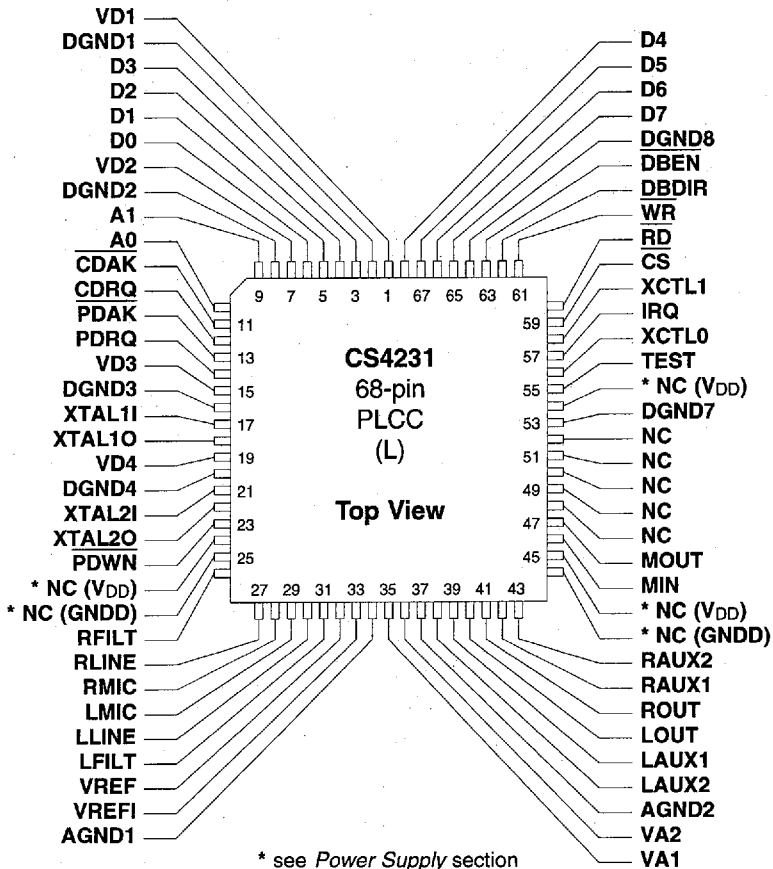 VD1
DGND1
D3
D2
D1
D0
VD2
DGND2
A1
A0
CDAK
CDRQ
PDAK
PDRQ
VD3
DGND3
XTAL1I
XTAL1O
VD4
DGND4
XTAL2I
XTAL2O
PDWN
* NC (VDD)
* NC (GNDD)
RFILT
RLINE
RMIC
LMIC
LLINE
LFILT
VREF
VREFI
AGND1
9 7 5 3 1 67 65 63 61
11
13
15
17
19
21
23
25
CS4231
68-pin
PLCC
(L)
Top View
59
57
55
53
51
49
47
45
27 29 31 33 35 37 39 41 43
D4
D5
D6
D7
DGND8
DBEN
DBDIR
WR
RD
CS
XCTL1
IRQ
XCTL0
TEST
* NC (VDD)
DGND7
NC
NC
NC
NC
NC
MOUT
MIN
* NC (VDD)
* NC (GNDD)
RAUX2
RAUX1
ROUT
LOUT
LAUX1
LAUX2
AGND2
VA2
VA1
* see Power Supply section